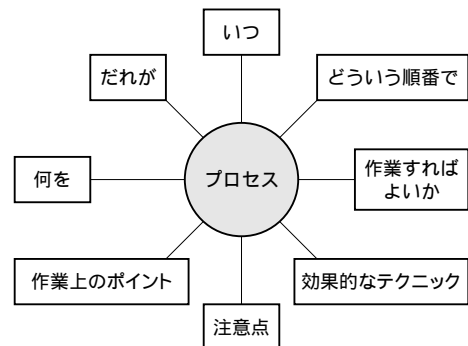 いつ
だれが
どういう順番で
何を
プロセス
作業すれば
よいか
作業上のポイント
効果的なテクニック
注意点